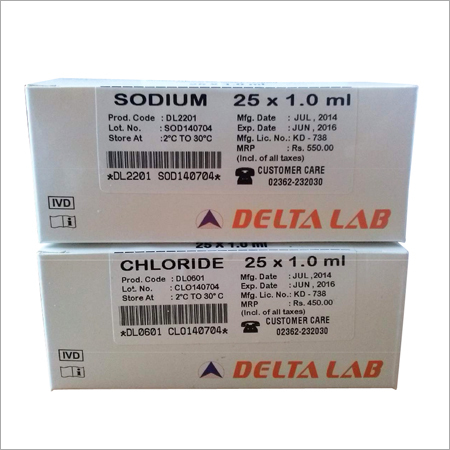 SODIUM 25 x 1.0 ml
Prod. Code : DL2201 Mfg. Date : JUL , 2014
Lot. No. : SOD140704 Exp. Date : JUN , 2016
Store At : 2°C TO 30°C Mfg. Lic. No.: KD - 738
MRP : Rs. 550.00
(Incl. of all taxes)
*DL2201 SOD140704*
CUSTOMER CARE
02362-232030
IVD
i
DELTA LAB
25 x 1.0 ml
CHLORIDE 25 x 1.0 ml
Prod. Code : DL0601 Mfg. Date : JUL ,2014
Lot. No. : CLO140704 Exp. Date : JUN , 2016
Store At : 2°C TO 30° C Mfg. Lic. No.: KD - 738
MRP : Rs. 450.00
(Incl. of all taxes)
*DL0601 CLO140704*
CUSTOMER CARE
02362-232030
IVD
i
DELTA LAB